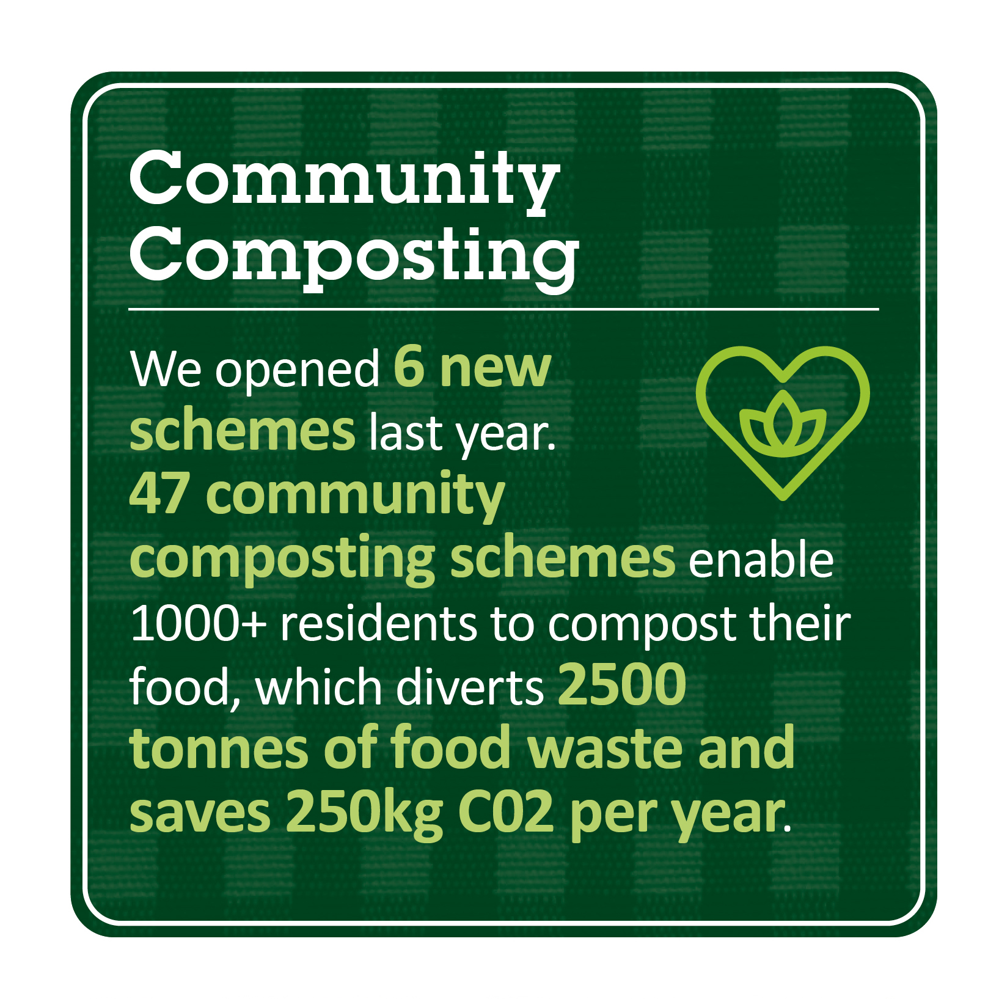 Community
Composting
We opened 6 new
schemes last year.
47 community
composting schemes enable
1000+ residents to compost their
food, which diverts 2500
tonnes of food waste and
saves 250kg C02 per year.